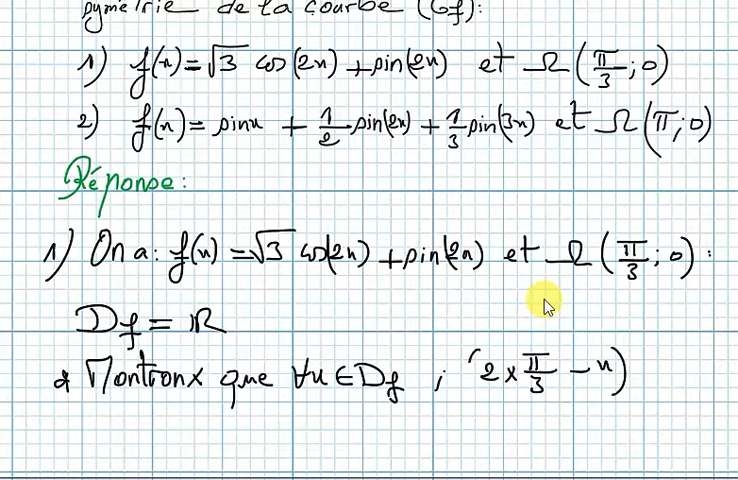 symétrie de la courbe (Cf):
1) f(x) = √3 cos(2x) + sin(2x) et Ω(π/3 ; 0)
2) f(x) = sin x + 1/2 sin(2x) + 1/3 sin(3x) et Ω(π ; 0)
Réponse:
1) On a: f(x) = √3 cos(2x) + sin(2x) et Ω(π/3 ; 0) :
Df = ℝ
* Montrons que ∀x ∈ Df ; (2 × π/3 - x)